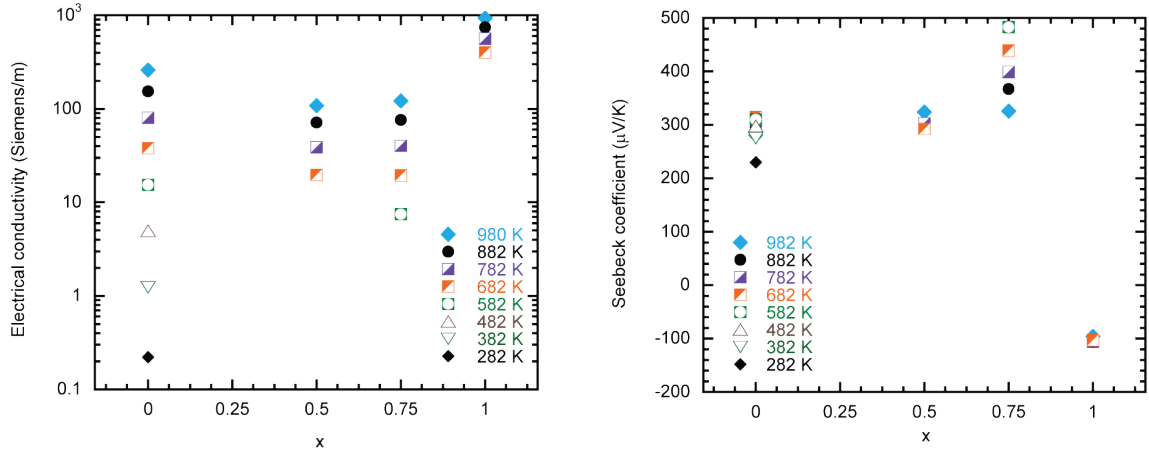 Electrical conductivity (Siemens/m)
10³
100
10
1
0.1
980 K
882 K
782 K
682 K
582 K
482 K
382 K
282 K
0
0.25
0.5
0.75
1
x
Seebeck coefficient (µV/K)
500
400
300
200
100
0
-100
-200
982 K
882 K
782 K
682 K
582 K
482 K
382 K
282 K
0
0.25
0.5
0.75
1
x